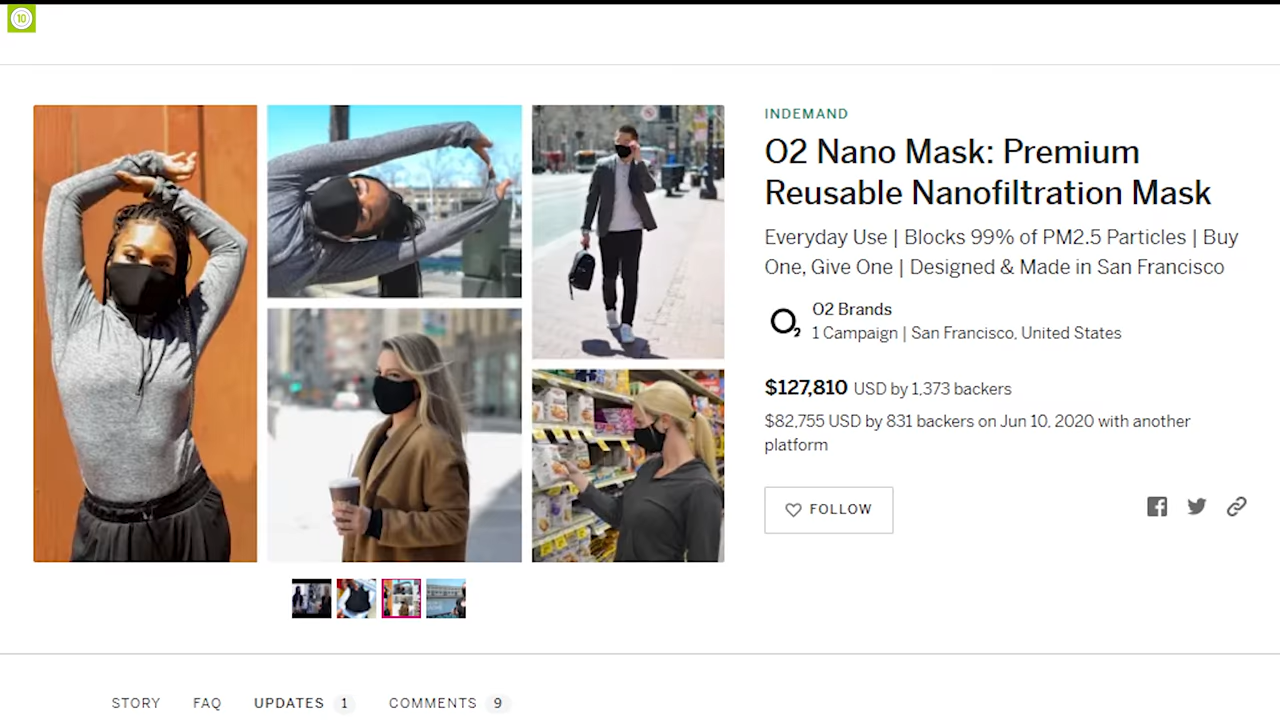 10
INDEMAND
O2 Nano Mask: Premium
Reusable Nanofiltration Mask
Everyday Use | Blocks 99% of PM2.5 Particles | Buy
One, Give One | Designed & Made in San Francisco
O2
O2 Brands
1 Campaign | San Francisco, United States
$127,810 USD by 1,373 backers
$82,755 USD by 831 backers on Jun 10, 2020 with another
platform
FOLLOW
STORY FAQ UPDATES 1 COMMENTS 9